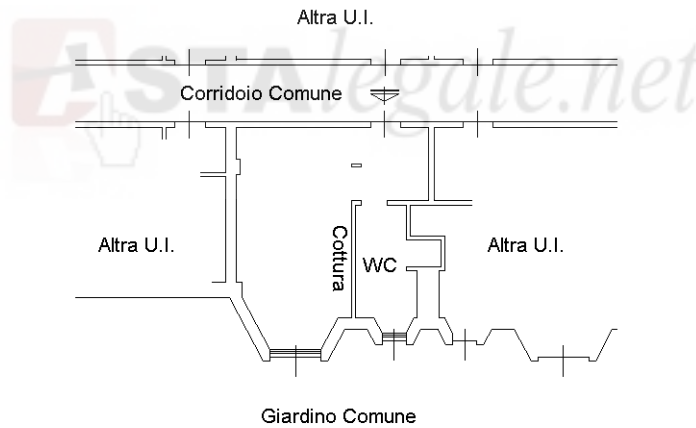 Altra U.I.
ASTAlegale.net
Corridoio Comune
Altra U.I.
Cottura
WC
Altra U.I.
Giardino Comune